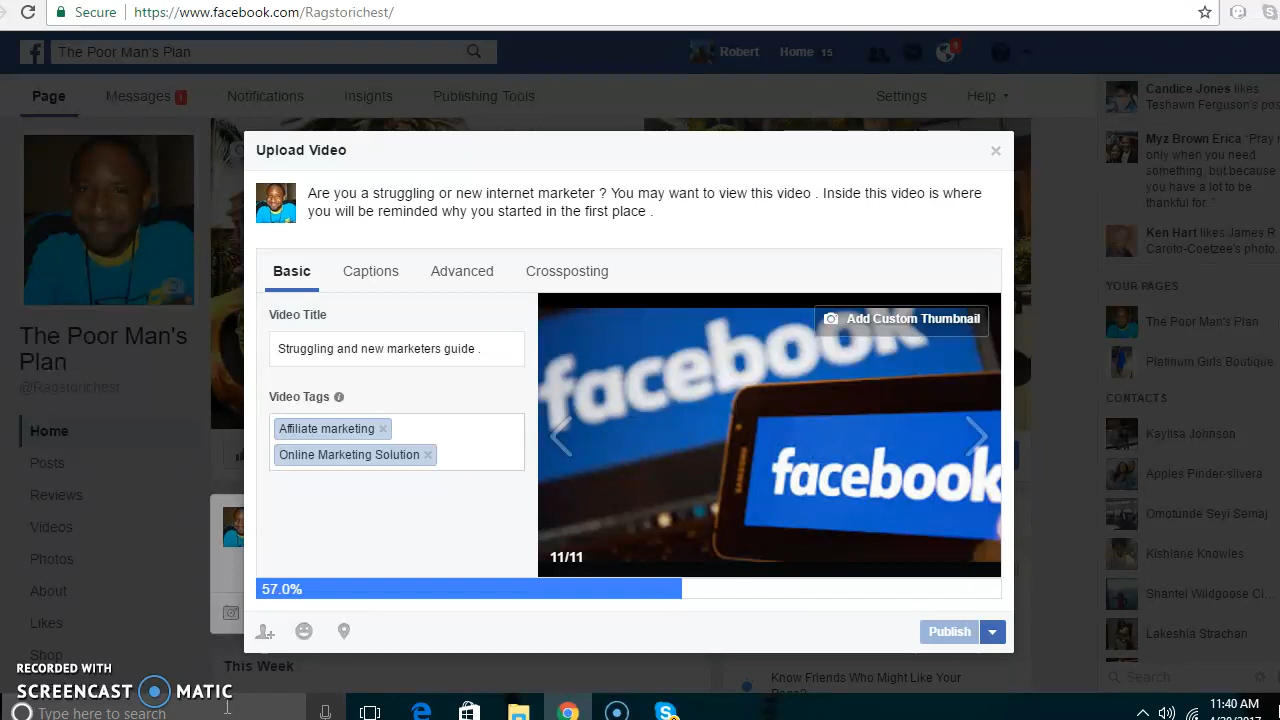 Secure https://www.facebook.com/Ragstorichest/
The Poor Man's Plan
Robert
Home 15
1
Page
Messages 1
Notifications
Insights
Publishing Tools
Settings
Help
Upload Video
Are you a struggling or new internet marketer ? You may want to view this video . Inside this video is where
you will be reminded why you started in the first place .
Basic
Captions
Advanced
Crossposting
Video Title
Struggling and new marketers guide .
Video Tags
Affiliate marketing
Online Marketing Solution
Add Custom Thumbnail
facebook
facebook
11/11
57.0%
Publish
The Poor Man's
Plan
@Ragstorichest
Home
Posts
Reviews
Videos
Photos
About
Likes
Shop
This Week
Know Friends Who Might Like Your
Candice Jones likes
Teshawn Ferguson's
Myz Brown Erica "Pray
only when you need
something, but because
you have a lot to be
thankful for."
Ken Hart likes James R
Caroto-Coetzee's photo.
YOUR PAGES
The Poor Man's Plan
Platinum Girls Boutique
CONTACTS
Kaylisa Johnson
Apples Pinder-slivera
Omotunde Seyi Semaj
Kishlane Knowles
Shantel Wildgoose Ci...
Lakeshia Strachan
Search
RECORDED WITH
SCREENCAST MATIC
Type here to search
11:40 AM